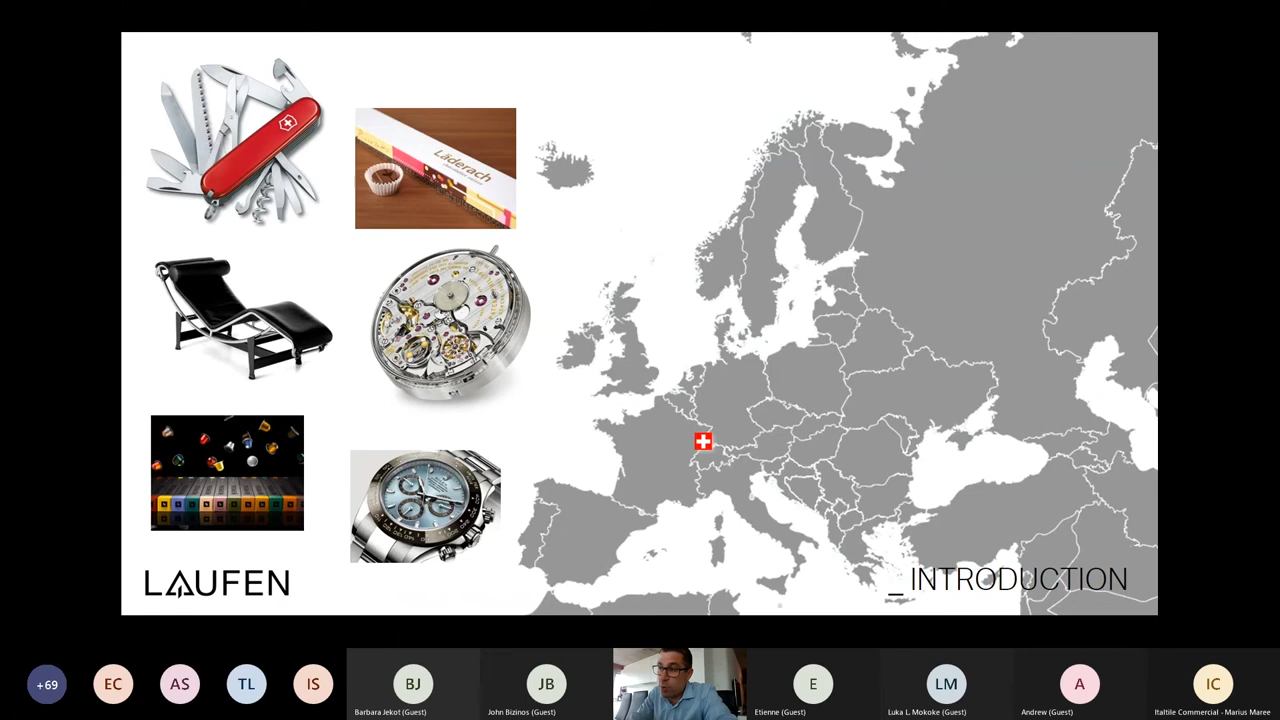 Läderach
LAUFEN
_ INTRODUCTION
+69
EC
AS
TL
IS
BJ
JB
E
LM
A
IC
Barbara Jekot (Guest)
John Bizinos (Guest)
Etienne (Guest)
Luka L. Mokoke (Guest)
Andrew (Guest)
Italtile Commercial - Marius Maree